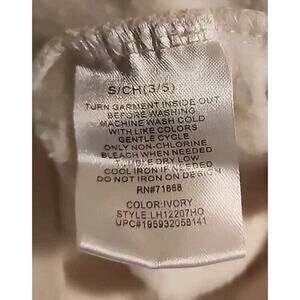 S/CH(3/5)
TURN GARMENT INSIDE OUT
BEFORE WASHING
MACHINE WASH COLD
WITH LIKE COLORS
GENTLE CYCLE
ONLY NON-CHLORINE
BLEACH WHEN NEEDED
TUMBLE DRY LOW
COOL IRON IF NEEDED
DO NOT IRON ON DESIGN
RN#71868
COLOR:IVORY
STYLE:LH12207HO
UPC#195932058141